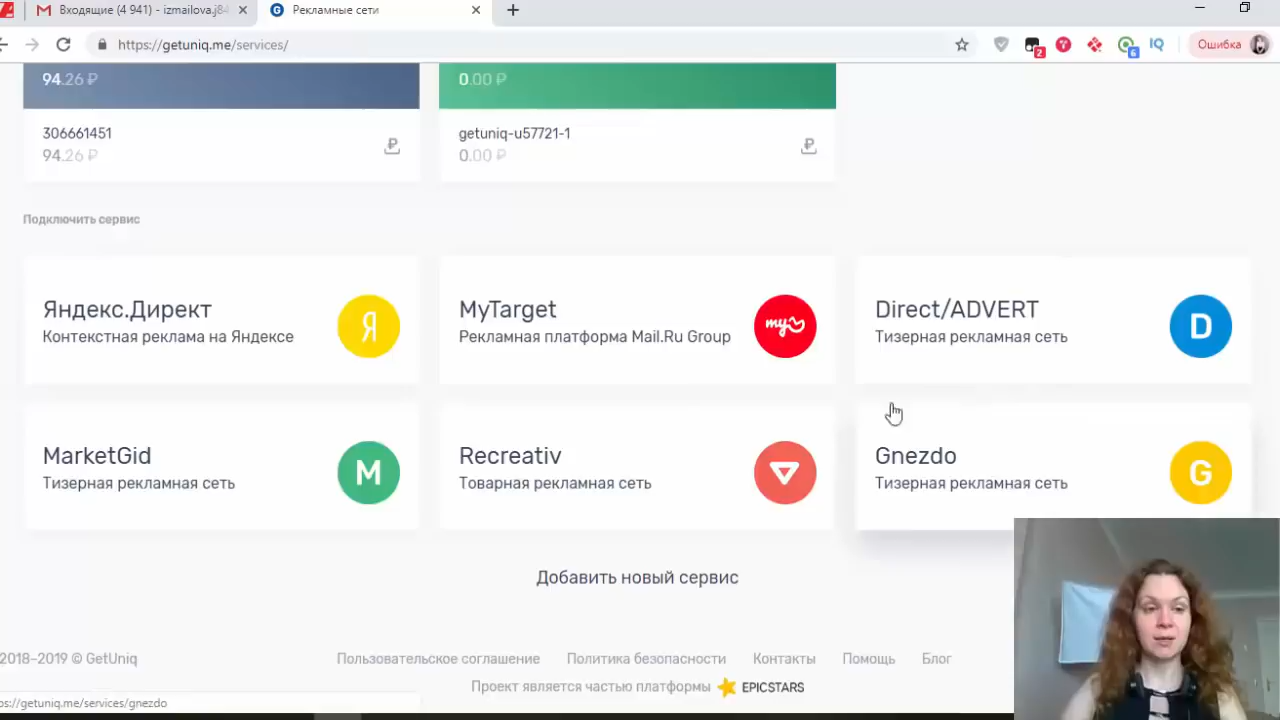 Входящие (4 941) - izmailova.j84
Рекламные сети
https://getuniq.me/services/
2
6
IQ
Ошибка
94.26 ₽
0.00 ₽
306661451
94.26 ₽
getuniq-u57721-1
0.00 ₽
Подключить сервис
Яндекс.Директ
Контекстная реклама на Яндексе
Я
MyTarget
Рекламная платформа Mail.Ru Group
my
Direct/ADVERT
Тизерная рекламная сеть
D
MarketGid
Тизерная рекламная сеть
M
Recreativ
Товарная рекламная сеть
Gnezdo
Тизерная рекламная сеть
G
Добавить новый сервис
2018–2019 © GetUniq
Пользовательское соглашение
Политика безопасности
Контакты
Помощь
Блог
Проект является частью платформы EPICSTARS
ps://getuniq.me/services/gnezdo